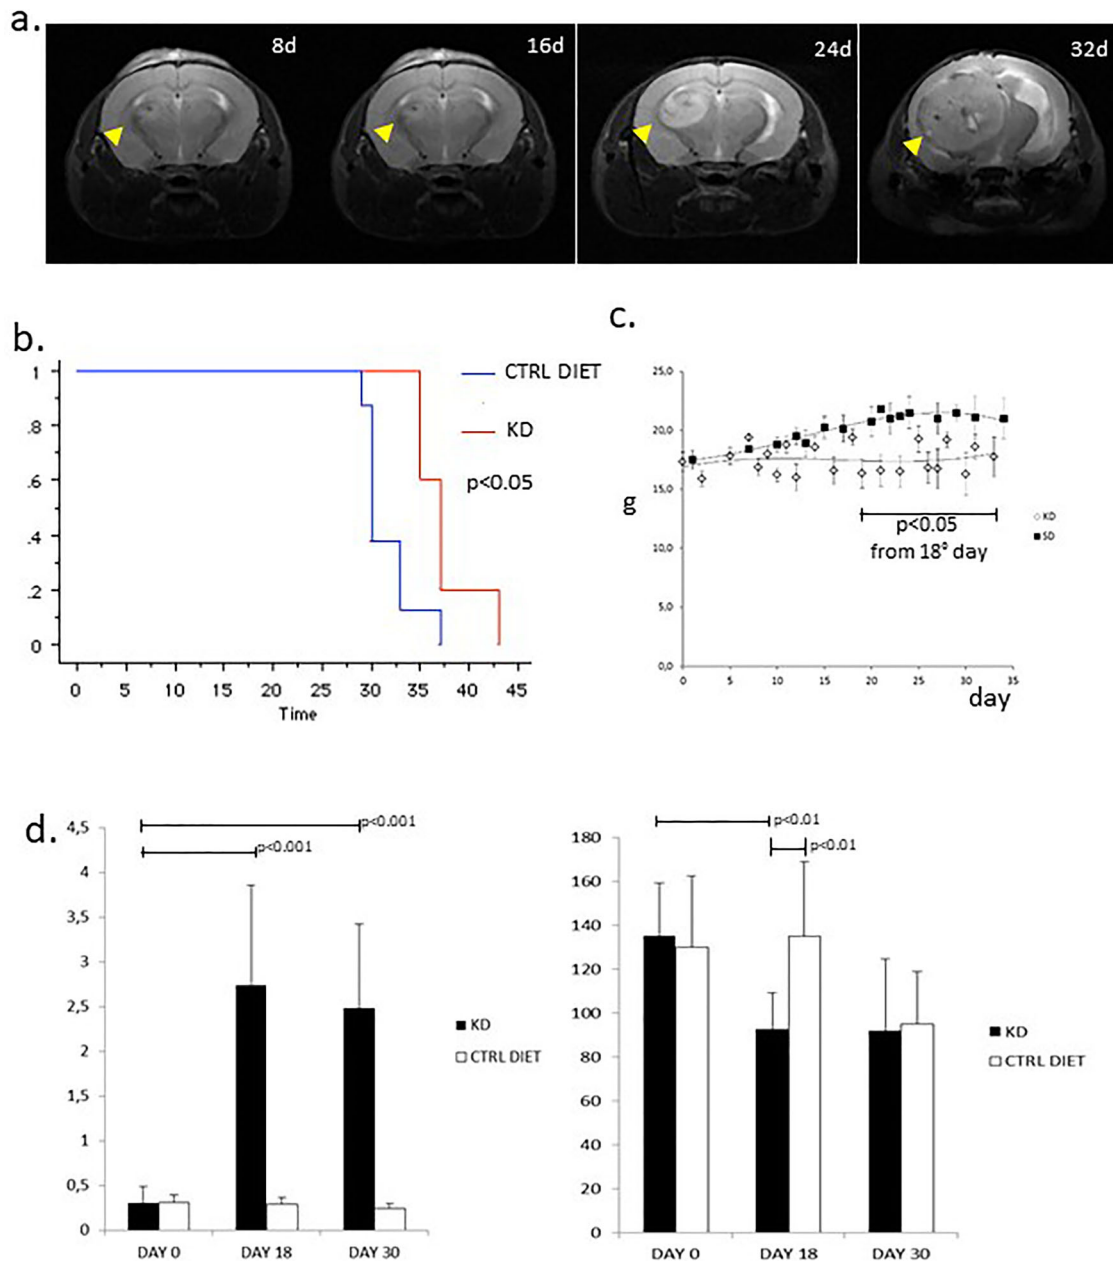 a.
8d
16d
24d
32d
b.
1
.8
.6
.4
.2
0
0 5 10 15 20 25 30 35 40 45
Time
CTRL DIET
KD
p<0.05
c.
25,0
20,0
15,0
10,0
5,0
0,0
g
0 5 10 15 20 25 30 35
day
p<0.05
from 18° day
KD
SD
d.
4,5
4
3,5
3
2,5
2
1,5
1
0,5
0
p<0.001
p<0.001
DAY 0 DAY 18 DAY 30
KD
CTRL DIET
180
160
140
120
100
80
60
40
20
0
p<0.01
p<0.01
DAY 0 DAY 18 DAY 30
KD
CTRL DIET